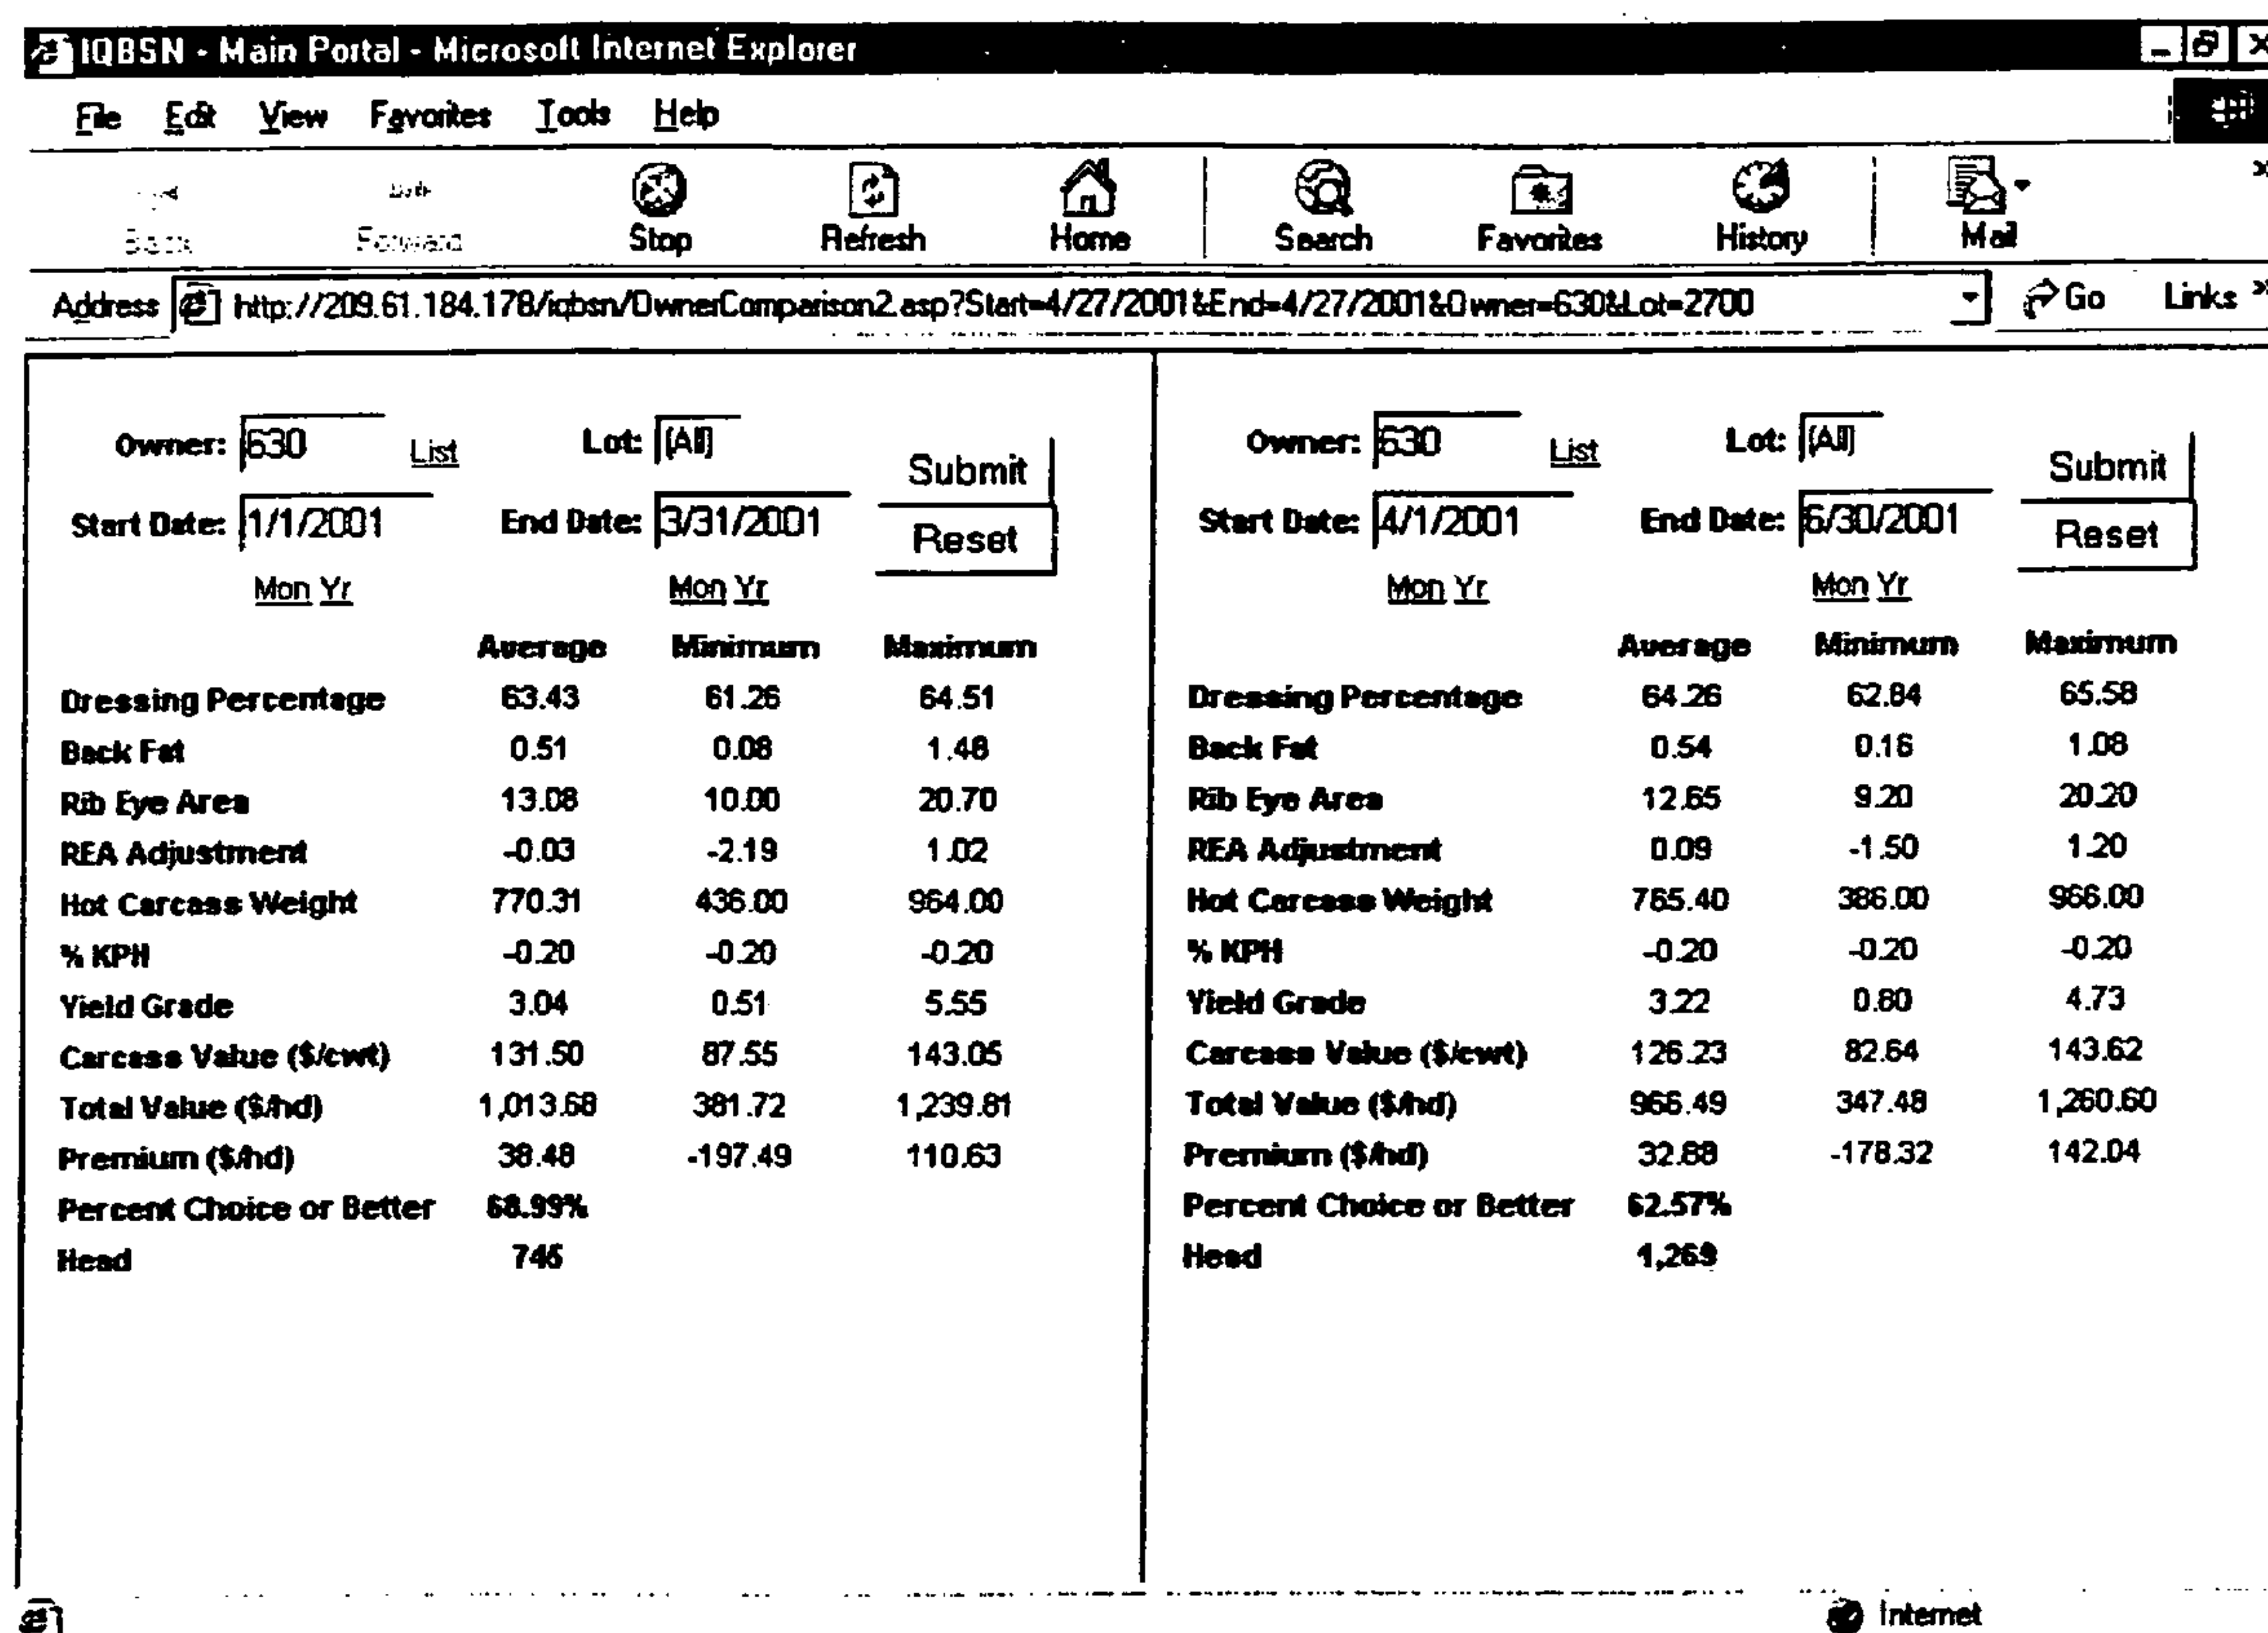 IQBSN - Main Portal - Microsoft Internet Explorer
File Edit View Favorites Tools Help
Back Forward Stop Refresh Home Search Favorites History Mail
Address http://209.61.184.178/iqbsn/OwnerComparison2.asp?Start=4/27/2001&End=4/27/2001&Owner=630&Lot=2700 Go Links »
Owner: 630 List Lot: (All) Submit
Start Date: 1/1/2001 End Date: 3/31/2001 Reset
Mon Yr Mon Yr
Average Minimum Maximum
Dressing Percentage 63.43 61.26 64.51
Back Fat 0.51 0.08 1.48
Rib Eye Area 13.08 10.00 20.70
REA Adjustment -0.03 -2.19 1.02
Hot Carcass Weight 770.31 436.00 964.00
% KPH -0.20 -0.20 -0.20
Yield Grade 3.04 0.51 5.55
Carcass Value ($/cwt) 131.50 87.55 143.05
Total Value ($/hd) 1,013.68 381.72 1,239.81
Premium ($/hd) 38.48 -197.49 110.63
Percent Choice or Better 68.99%
Head 745
Owner: 630 List Lot: (All) Submit
Start Date: 4/1/2001 End Date: 6/30/2001 Reset
Mon Yr Mon Yr
Average Minimum Maximum
Dressing Percentage 64.26 62.84 65.58
Back Fat 0.54 0.16 1.08
Rib Eye Area 12.65 9.20 20.20
REA Adjustment 0.09 -1.50 1.20
Hot Carcass Weight 765.40 386.00 966.00
% KPH -0.20 -0.20 -0.20
Yield Grade 3.22 0.80 4.73
Carcass Value ($/cwt) 126.23 82.64 143.62
Total Value ($/hd) 966.49 347.48 1,260.60
Premium ($/hd) 32.88 -178.32 142.04
Percent Choice or Better 62.57%
Head 1,269
Internet